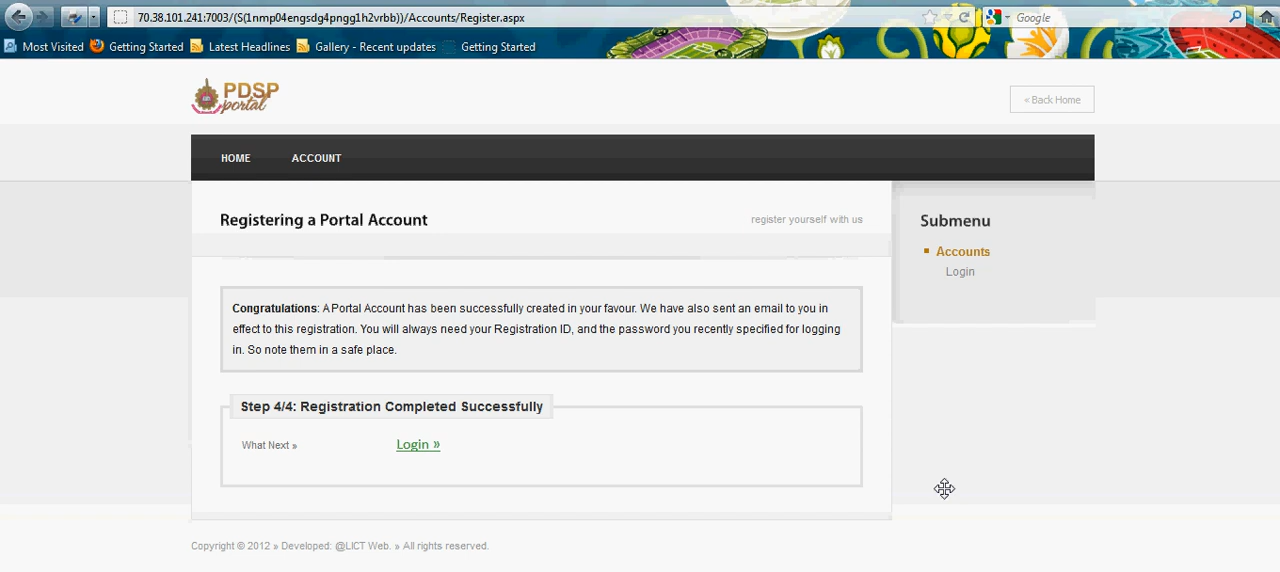 70.38.101.241:7003/(S(1nmp04engsdg4pngg1h2vrbb))/Accounts/Register.aspx
Google
Most Visited Getting Started Latest Headlines Gallery - Recent updates Getting Started
PDSP
portal
< Back Home
HOME ACCOUNT
Registering a Portal Account
register yourself with us
Submenu
Accounts
Login
Congratulations: A Portal Account has been successfully created in your favour. We have also sent an email to you in
effect to this registration. You will always need your Registration ID, and the password you recently specified for logging
in. So note them in a safe place.
Step 4/4: Registration Completed Successfully
What Next » Login »
Copyright © 2012 » Developed: @LICT Web. » All rights reserved.